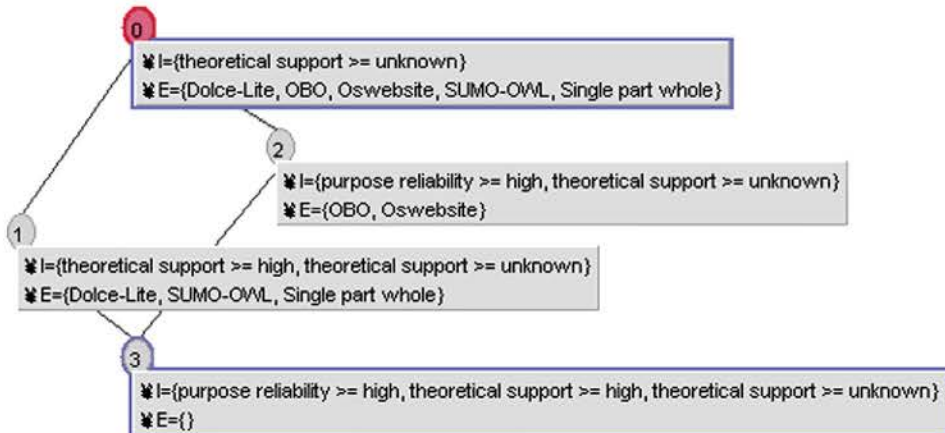 0
¥ I={theoretical support >= unknown}
¥ E={Dolce-Lite, OBO, Oswebsite, SUMO-OWL, Single part whole}
2
¥ I={purpose reliability >= high, theoretical support >= unknown}
¥ E={OBO, Oswebsite}
1
¥ I={theoretical support >= high, theoretical support >= unknown}
¥ E={Dolce-Lite, SUMO-OWL, Single part whole}
3
¥ I={purpose reliability >= high, theoretical support >= high, theoretical support >= unknown}
¥ E={}